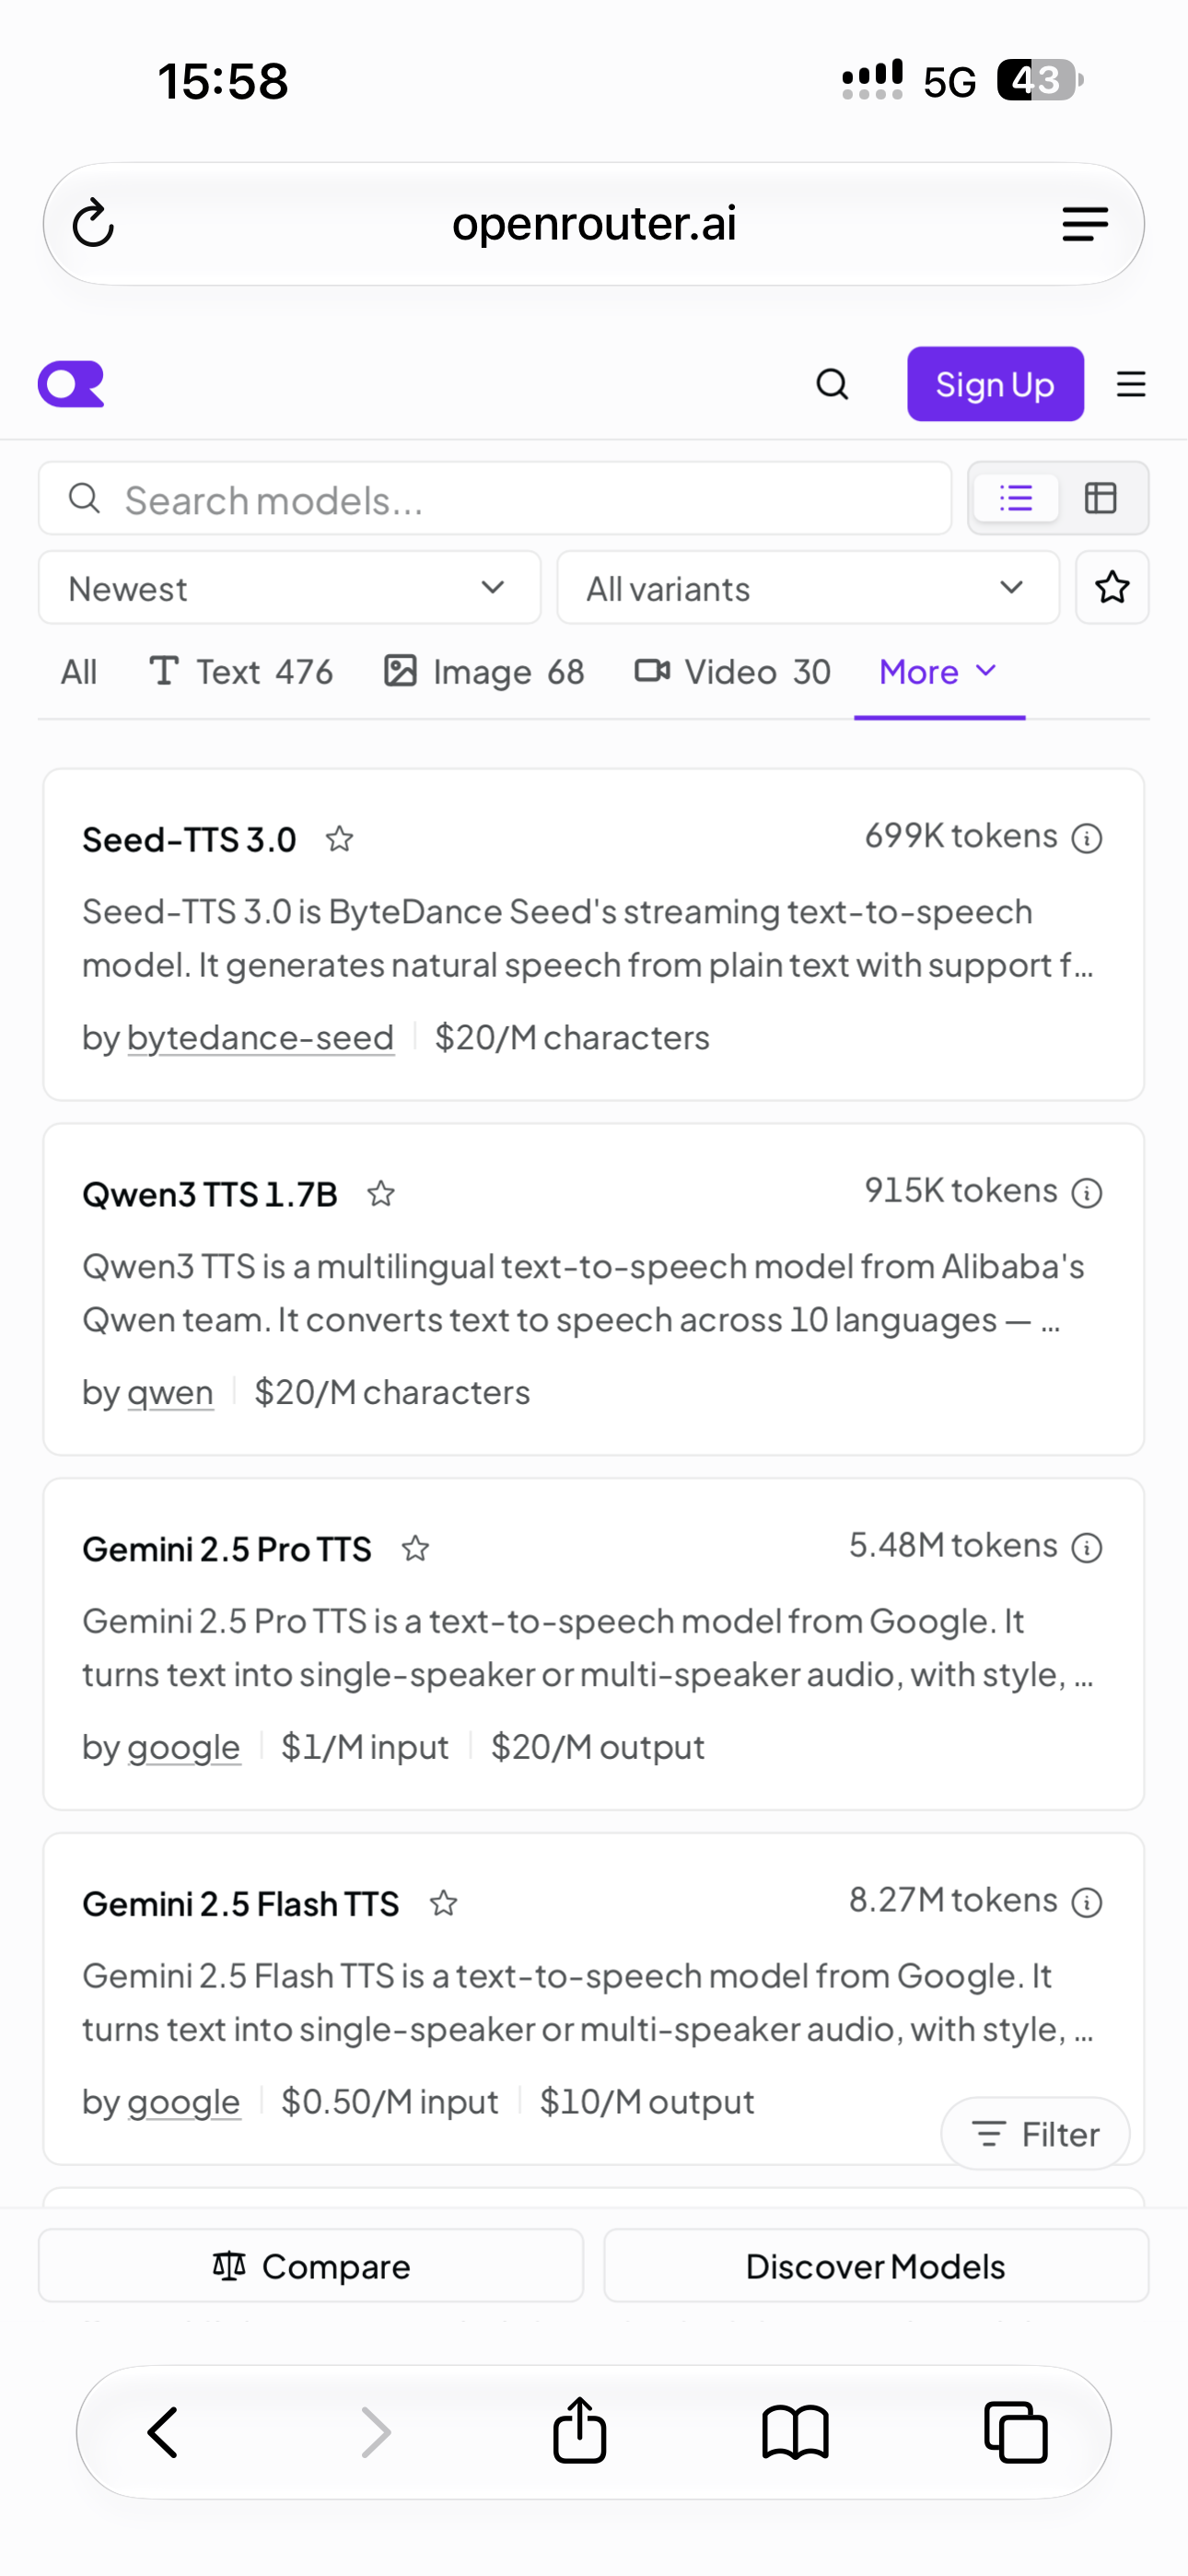 15:58
5G
43
openrouter.ai
Sign Up
Search models...
Newest
All variants
All
Text 476
Image 68
Video 30
More
Seed-TTS 3.0
699K tokens
Seed-TTS 3.0 is ByteDance Seed's streaming text-to-speech
model. It generates natural speech from plain text with support f...
by bytedance-seed
$20/M characters
Qwen3 TTS 1.7B
915K tokens
Qwen3 TTS is a multilingual text-to-speech model from Alibaba's
Qwen team. It converts text to speech across 10 languages — ...
by qwen
$20/M characters
Gemini 2.5 Pro TTS
5.48M tokens
Gemini 2.5 Pro TTS is a text-to-speech model from Google. It
turns text into single-speaker or multi-speaker audio, with style, ...
by google
$1/M input
$20/M output
Gemini 2.5 Flash TTS
8.27M tokens
Gemini 2.5 Flash TTS is a text-to-speech model from Google. It
turns text into single-speaker or multi-speaker audio, with style, ...
by google
$0.50/M input
$10/M output
Filter
Compare
Discover Models